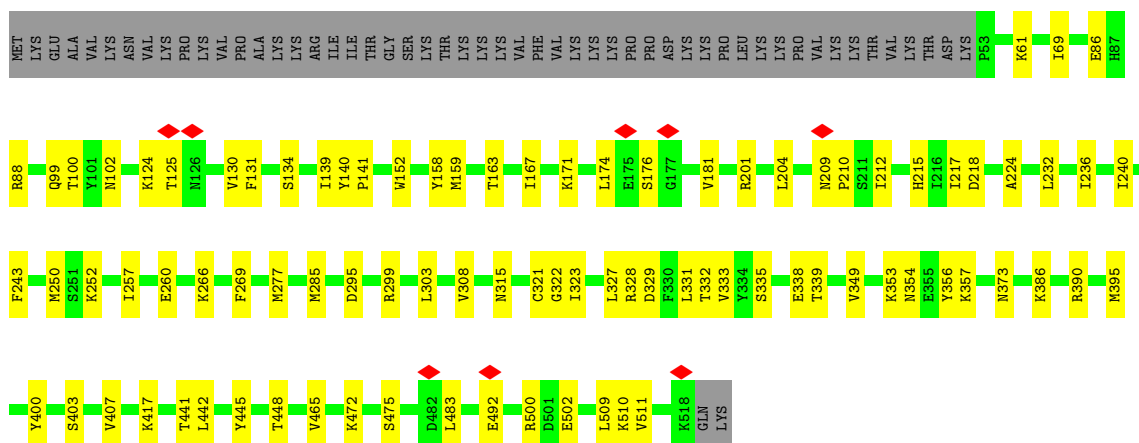 MET LYS GLU ALA VAL LYS ASN VAL LYS PRO LYS VAL PRO ALA LYS LYS ARG ILE ILE THR GLY SER LYS THR LYS LYS LYS VAL PHE VAL LYS LYS LYS PRO PRO ASP LYS LYS PRO LEU LYS LYS PRO VAL LYS LYS THR VAL LYS THR ASP LYS P53 K61 I69 E86 H87
R88 Q99 T100 Y101 N102 K124 T125 N126 V130 F131 S134 I139 Y140 P141 W152 Y158 M159 T163 I167 K171 L174 E175 S176 G177 V181 R201 L204 N209 P210 S211 I212 H215 I216 I217 D218 A224 L232 I236 I240
F243 M250 S251 K252 I257 E260 K266 F269 M277 M285 D295 R299 L303 V308 N315 C321 G322 I323 L327 R328 D329 F330 L331 T332 V333 Y334 S335 E338 T339 V349 K353 N354 E355 Y356 K357 N373 K386 R390 M395
Y400 S403 V407 K417 T441 L442 Y445 T448 V465 K472 S475 D482 L483 E492 R500 D501 E502 L509 K510 V511 K518 GLN LYS